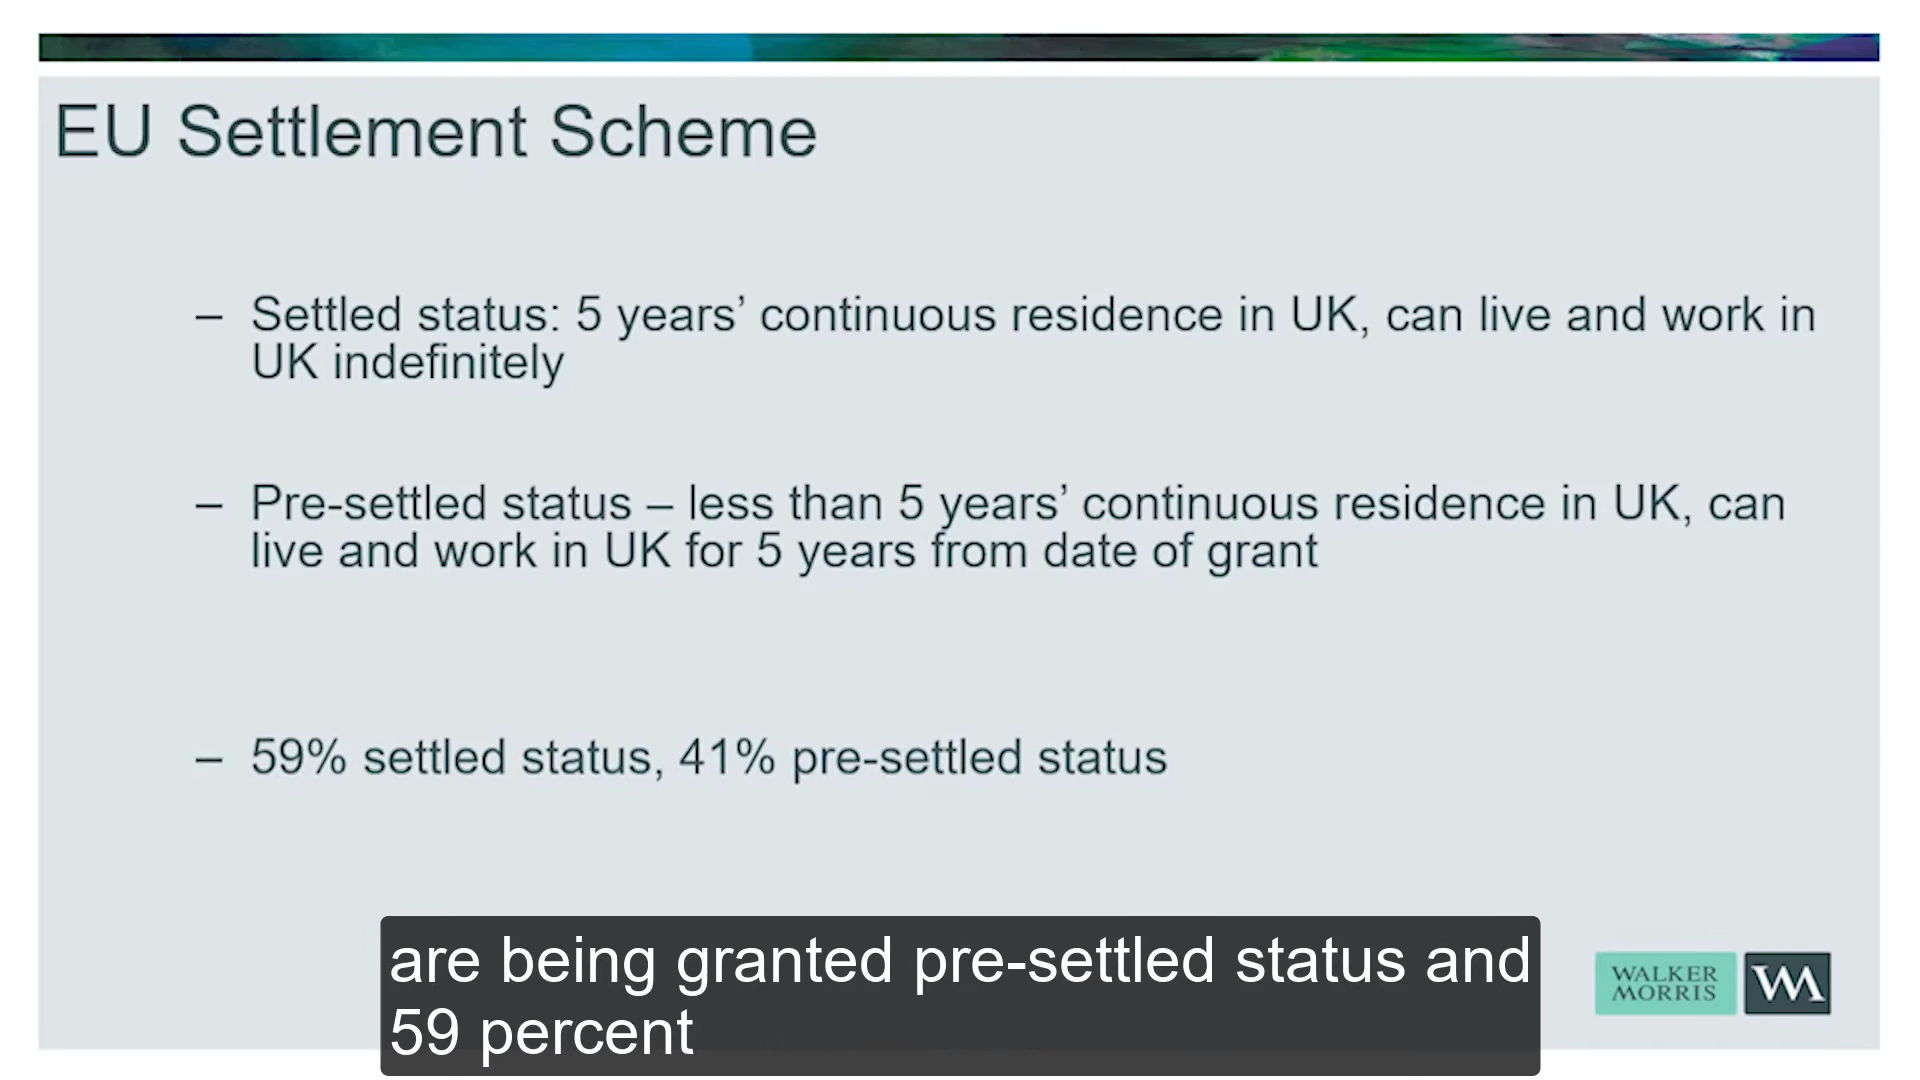 EU Settlement Scheme
– Settled status: 5 years’ continuous residence in UK, can live and work in
UK indefinitely
– Pre-settled status – less than 5 years’ continuous residence in UK, can
live and work in UK for 5 years from date of grant
– 59% settled status, 41% pre-settled status
are being granted pre-settled status and
59 percent
WALKER
MORRIS
WM